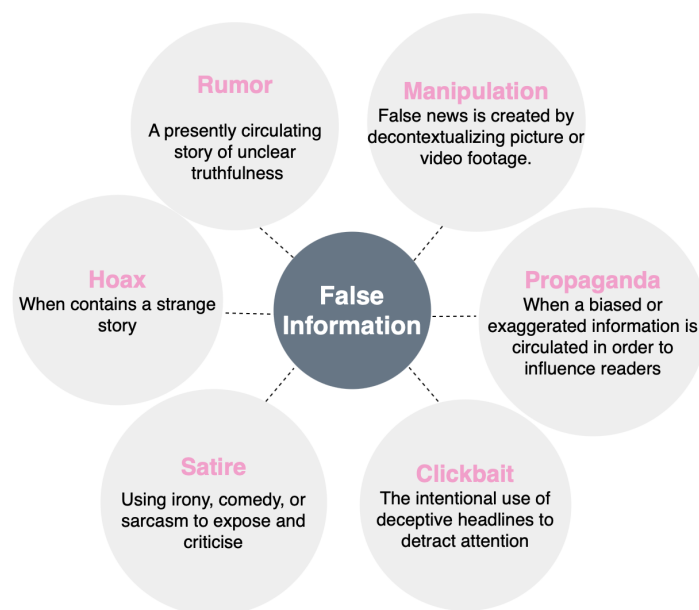 Rumor
A presently circulating
story of unclear
truthfulness
Manipulation
False news is created by
decontextualizing picture or
video footage.
Hoax
When contains a strange
story
False
Information
Propaganda
When a biased or
exaggerated information is
circulated in order to
influence readers
Satire
Using irony, comedy, or
sarcasm to expose and
criticise
Clickbait
The intentional use of
deceptive headlines to
detract attention